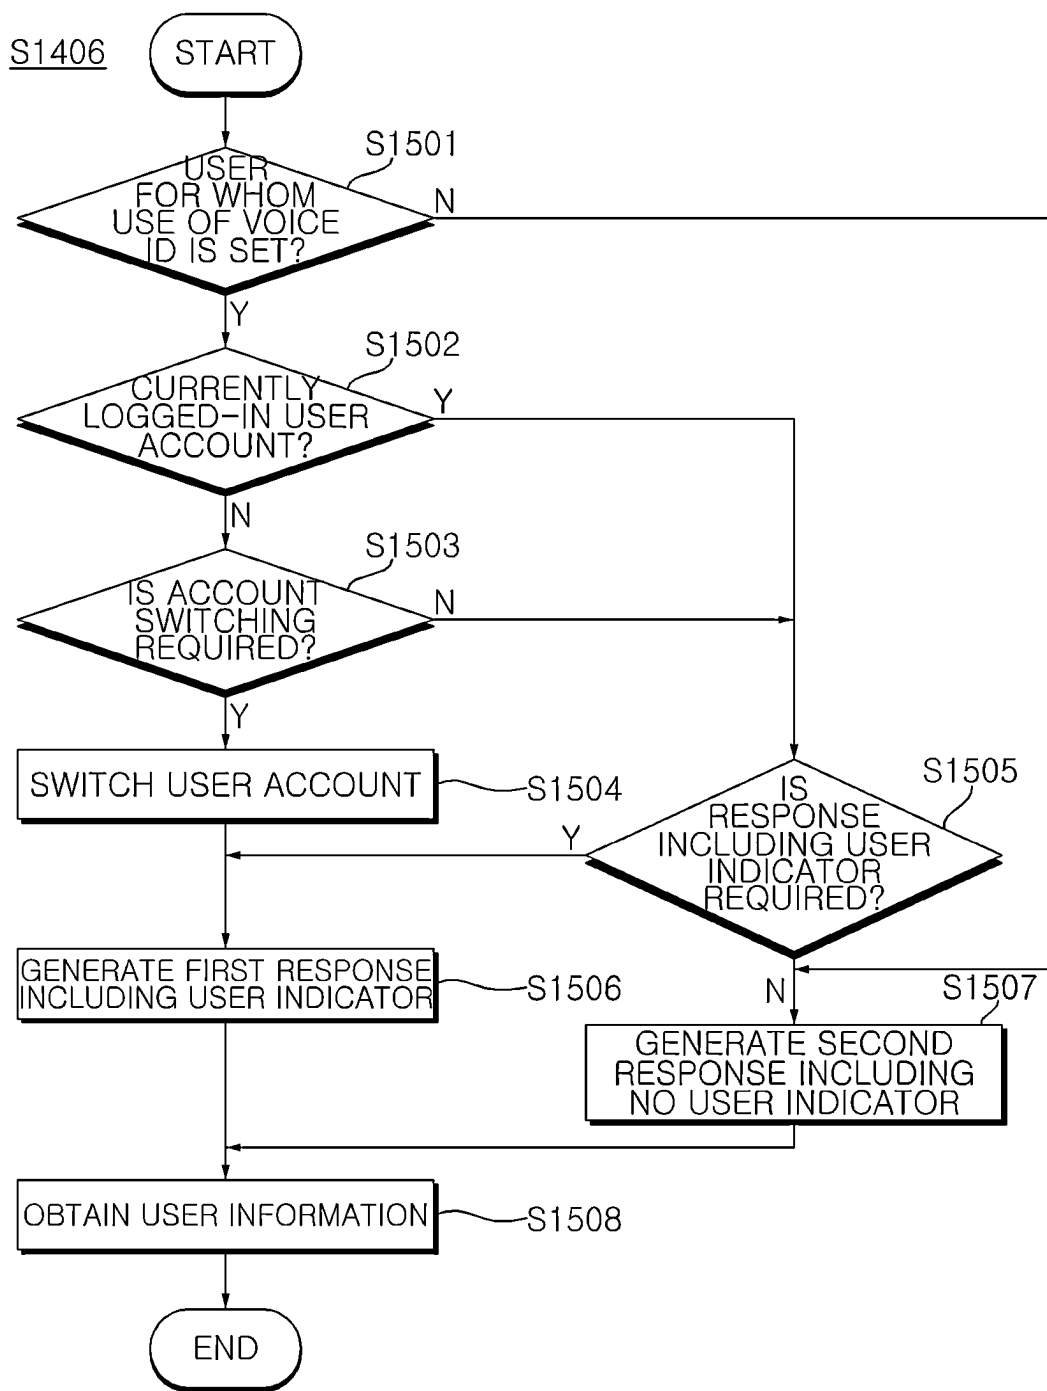 S1406
START
S1501
USER
FOR WHOM
USE OF VOICE
ID IS SET?
N
Y
S1502
CURRENTLY
LOGGED-IN USER
ACCOUNT?
Y
N
S1503
IS ACCOUNT
SWITCHING
REQUIRED?
N
Y
SWITCH USER ACCOUNT
S1504
S1505
IS
RESPONSE
INCLUDING USER
INDICATOR
REQUIRED?
Y
N
GENERATE FIRST RESPONSE
INCLUDING USER INDICATOR
S1506
S1507
GENERATE SECOND
RESPONSE INCLUDING
NO USER INDICATOR
OBTAIN USER INFORMATION
S1508
END